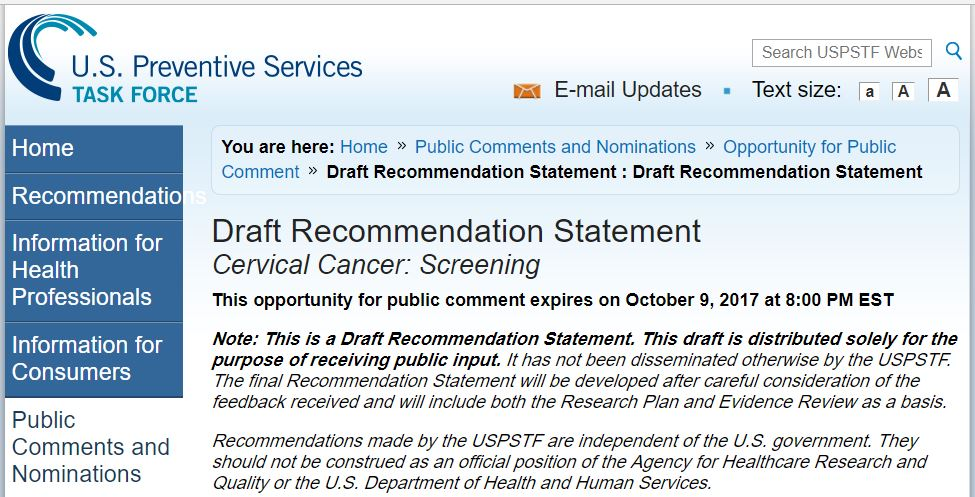 U.S. Preventive Services
TASK FORCE
Search USPSTF Webs
E-mail Updates
Text size: a A A
Home
Recommendations
Information for
Health
Professionals
Information for
Consumers
Public
Comments and
Nominations
You are here: Home » Public Comments and Nominations » Opportunity for Public
Comment » Draft Recommendation Statement : Draft Recommendation Statement
Draft Recommendation Statement
Cervical Cancer: Screening
This opportunity for public comment expires on October 9, 2017 at 8:00 PM EST
Note: This is a Draft Recommendation Statement. This draft is distributed solely for the
purpose of receiving public input. It has not been disseminated otherwise by the USPSTF.
The final Recommendation Statement will be developed after careful consideration of the
feedback received and will include both the Research Plan and Evidence Review as a basis.
Recommendations made by the USPSTF are independent of the U.S. government. They
should not be construed as an official position of the Agency for Healthcare Research and
Quality or the U.S. Department of Health and Human Services.